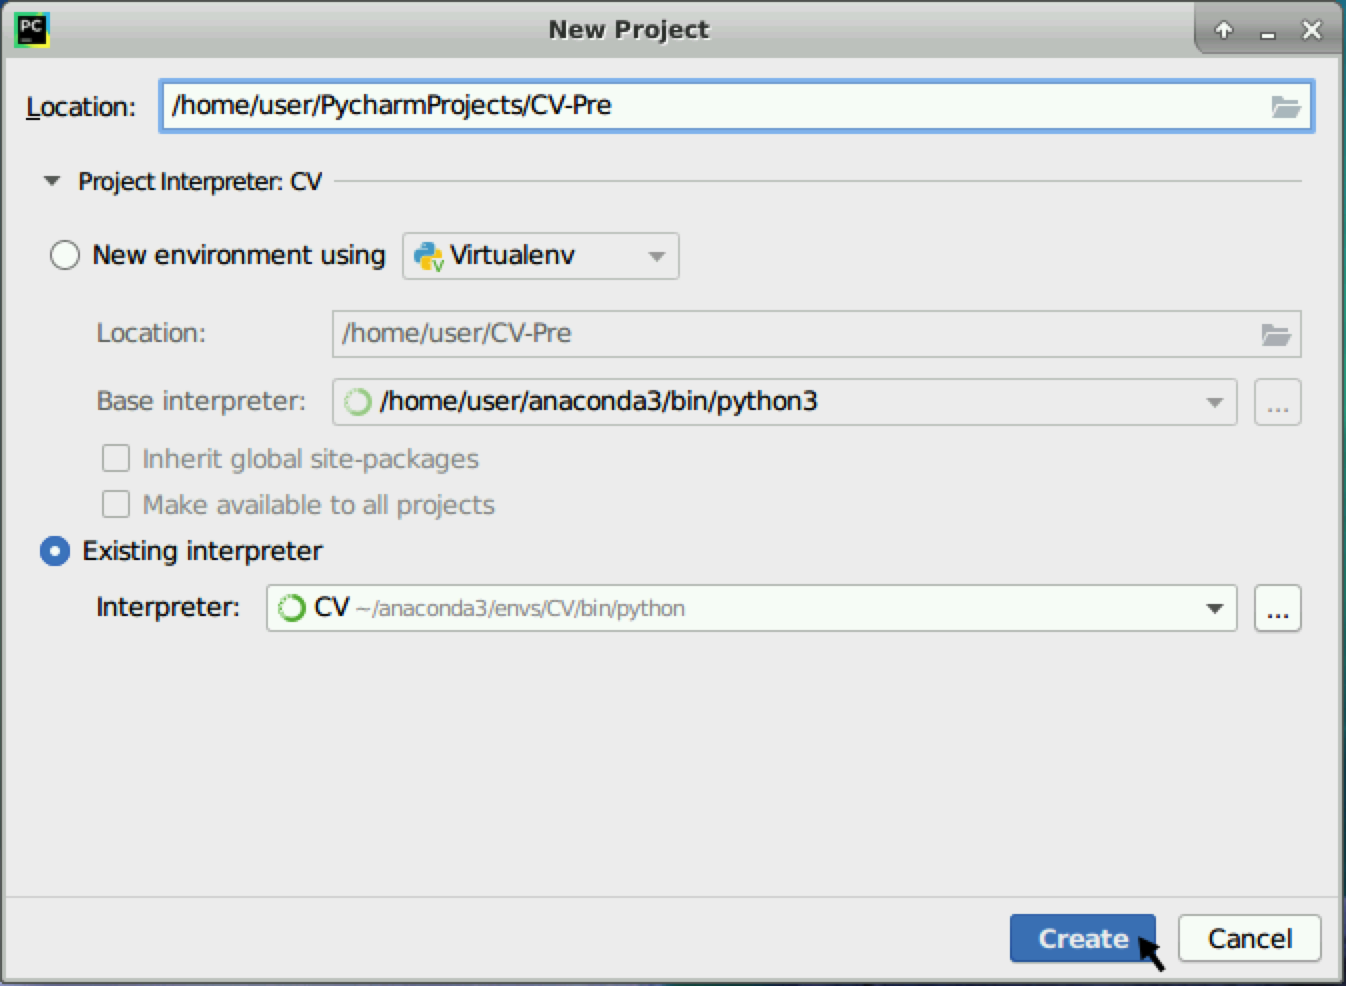 PC
New Project
Location: /home/user/PycharmProjects/CV-Pre
Project Interpreter: CV
New environment using Virtualenv
Location: /home/user/CV-Pre
Base interpreter: /home/user/anaconda3/bin/python3 ...
Inherit global site-packages
Make available to all projects
Existing interpreter
Interpreter: CV ~/anaconda3/envs/CV/bin/python ...
Create Cancel